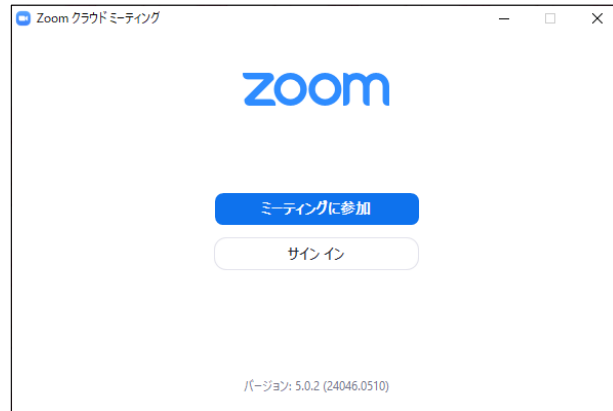 Zoom クラウド ミーティング
zoom
ミーティングに参加
サイン イン
バージョン: 5.0.2 (24046.0510)